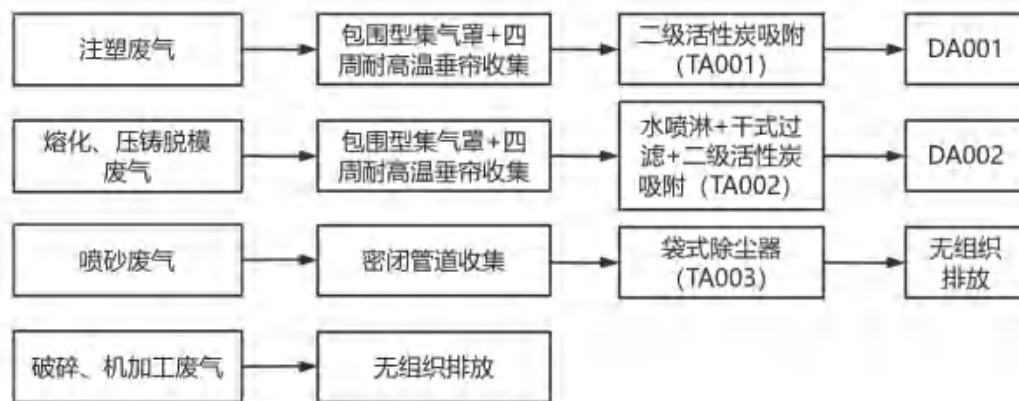 注塑废气
包围型集气罩+四
周耐高温垂帘收集
二级活性炭吸附
(TA001)
DA001
熔化、压铸脱模
废气
包围型集气罩+四
周耐高温垂帘收集
水喷淋+干式过
滤+二级活性炭
吸附（TA002）
DA002
喷砂废气
密闭管道收集
袋式除尘器
(TA003)
无组织
排放
破碎、机加工废气
无组织排放